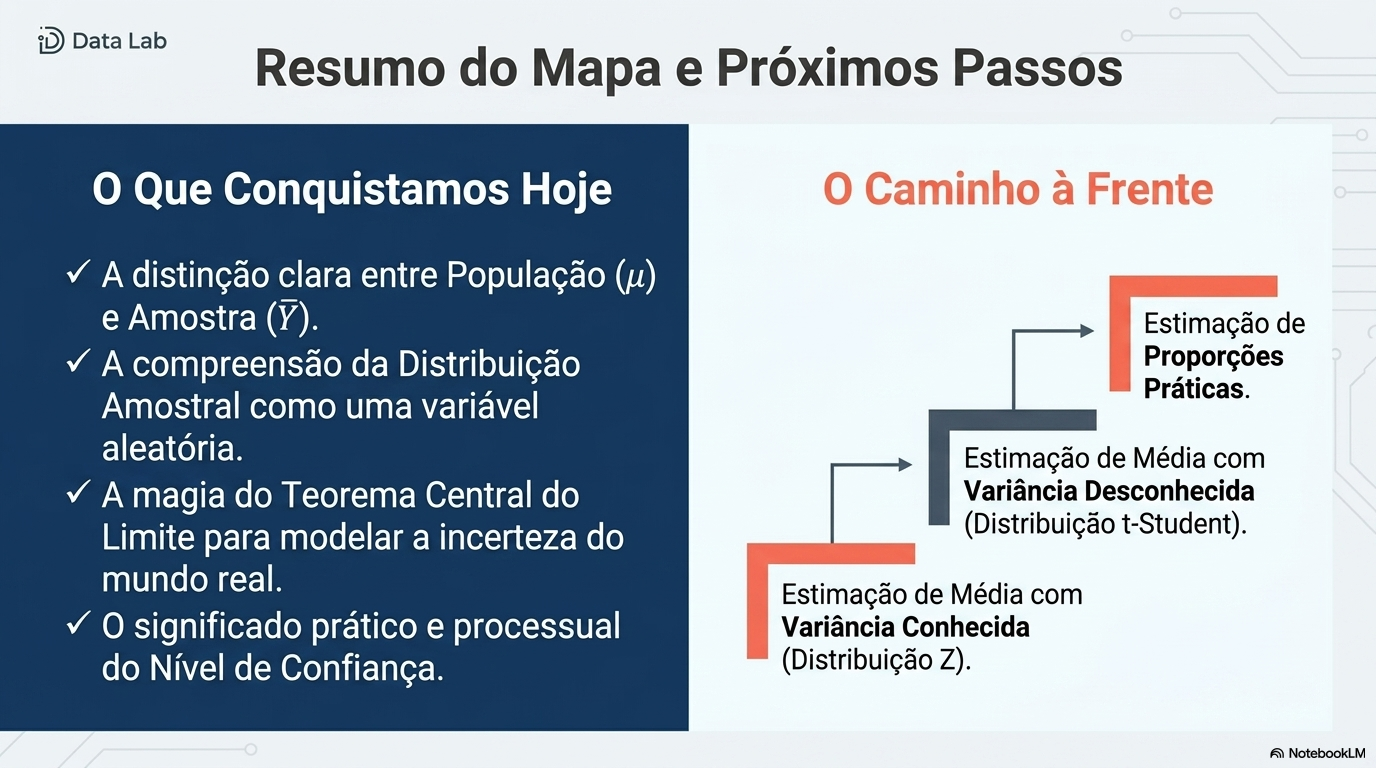 Data Lab
Resumo do Mapa e Próximos Passos
O Que Conquistamos Hoje
✓ A distinção clara entre População (μ)
e Amostra (Ȳ).
✓ A compreensão da Distribuição
Amostral como uma variável
aleatória.
✓ A magia do Teorema Central do
Limite para modelar a incerteza do
mundo real.
✓ O significado prático e processual
do Nível de Confiança.
O Caminho à Frente
Estimação de
Proporções
Práticas.
Estimação de Média com
Variância Desconhecida
(Distribuição t-Student).
Estimação de Média com
Variância Conhecida
(Distribuição Z).
NotebookLM